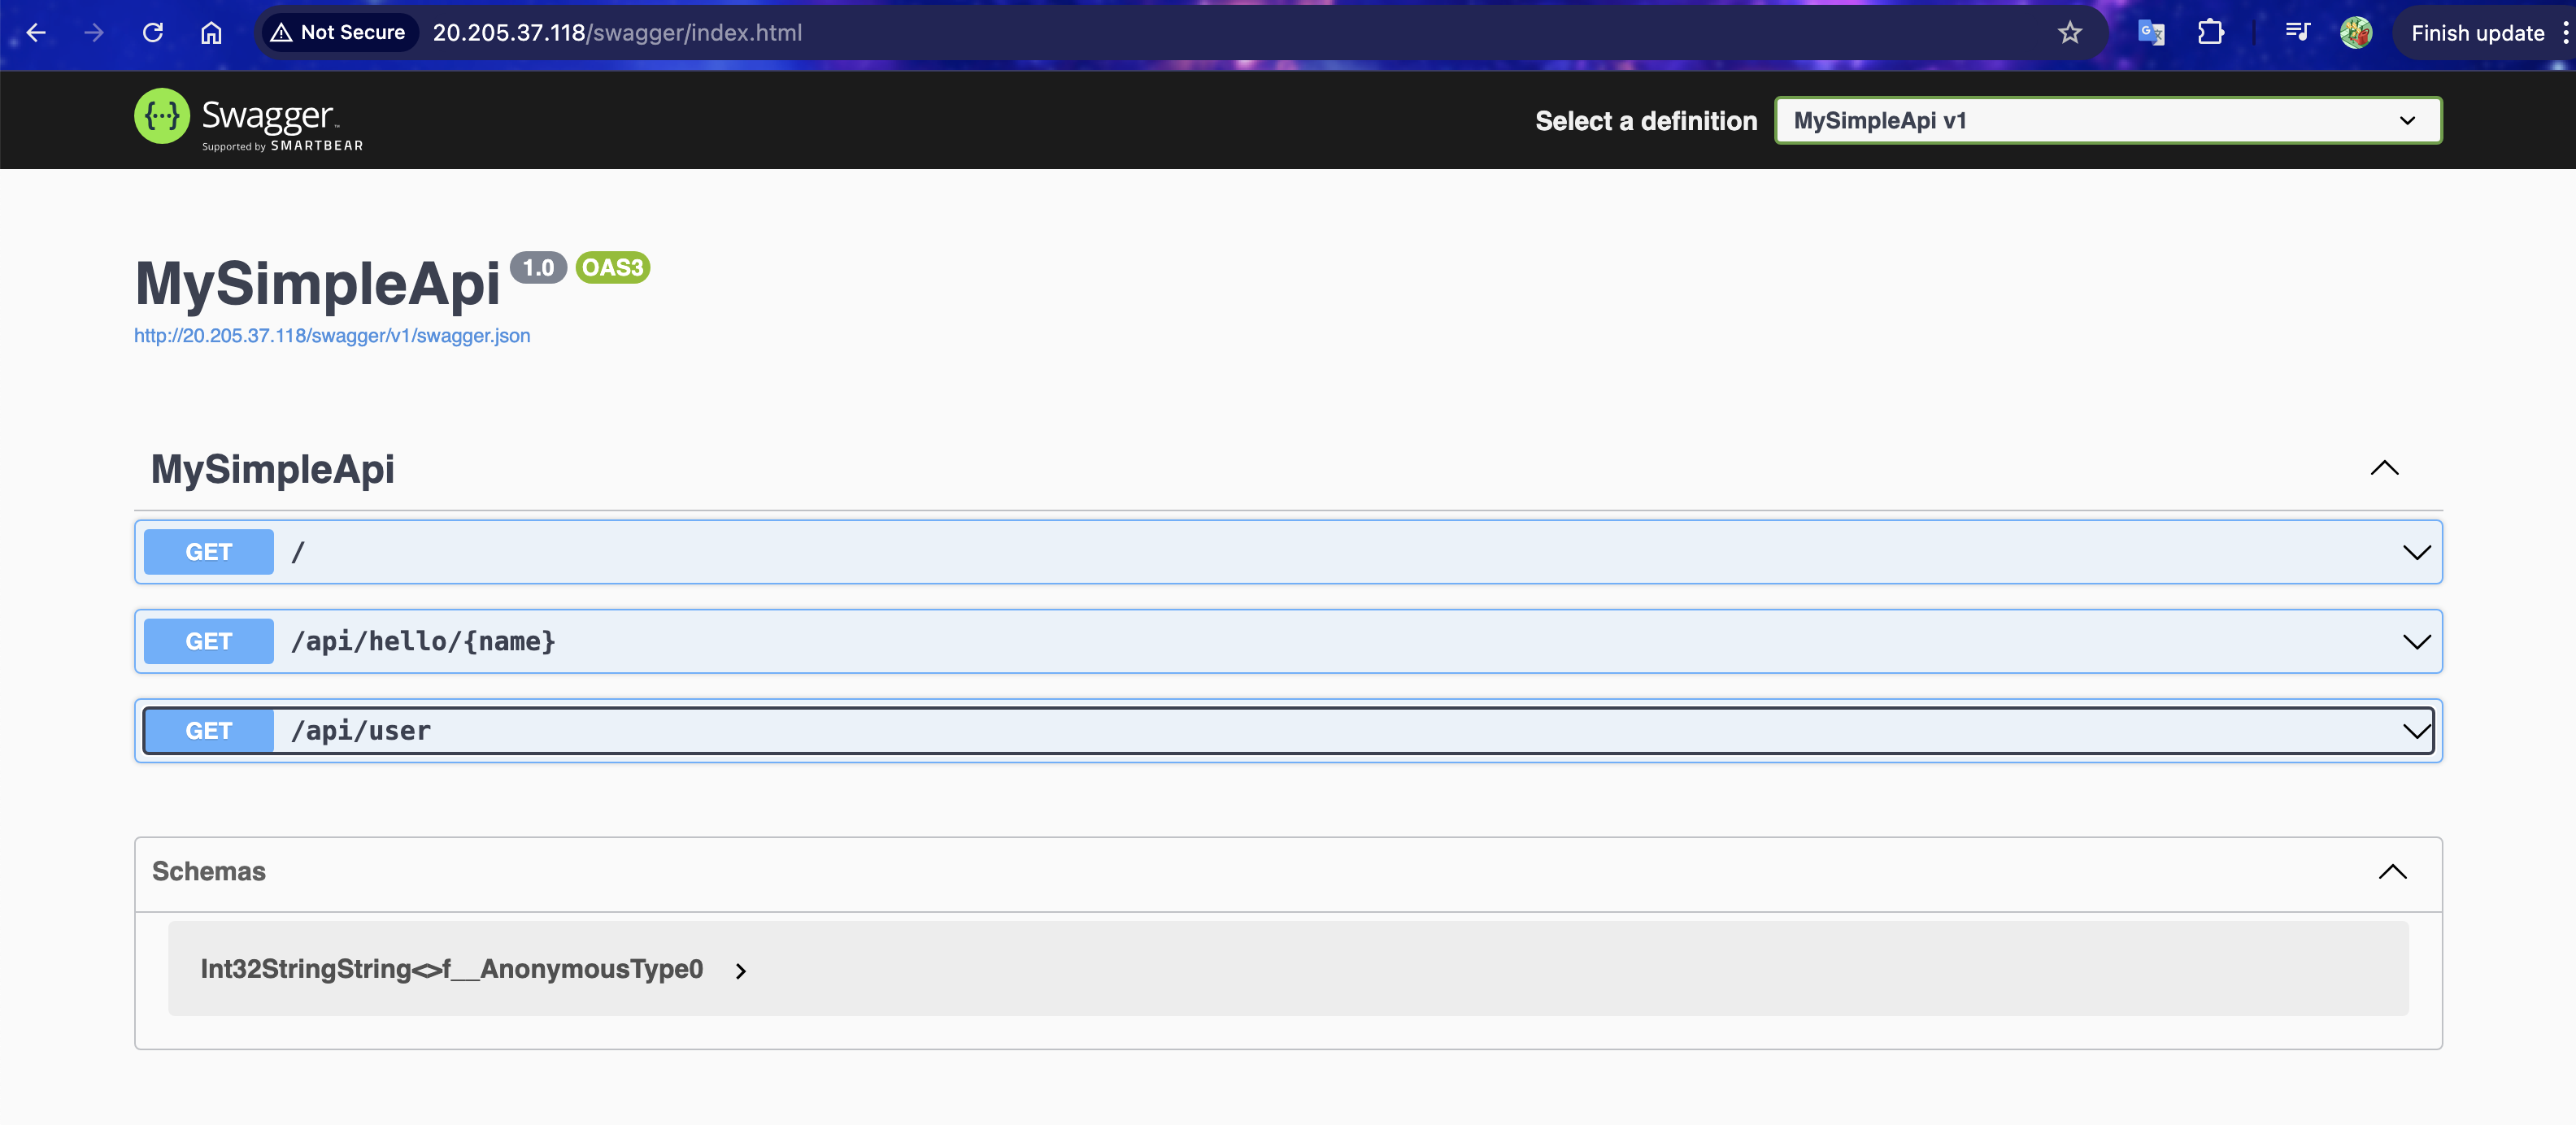 Not Secure 20.205.37.118/swagger/index.html Finish update
{...} Swagger™
Supported by SMARTBEAR
Select a definition MySimpleApi v1
MySimpleApi 1.0 OAS3
http://20.205.37.118/swagger/v1/swagger.json
MySimpleApi
GET /
GET /api/hello/{name}
GET /api/user
Schemas
Int32StringString<>f__AnonymousType0